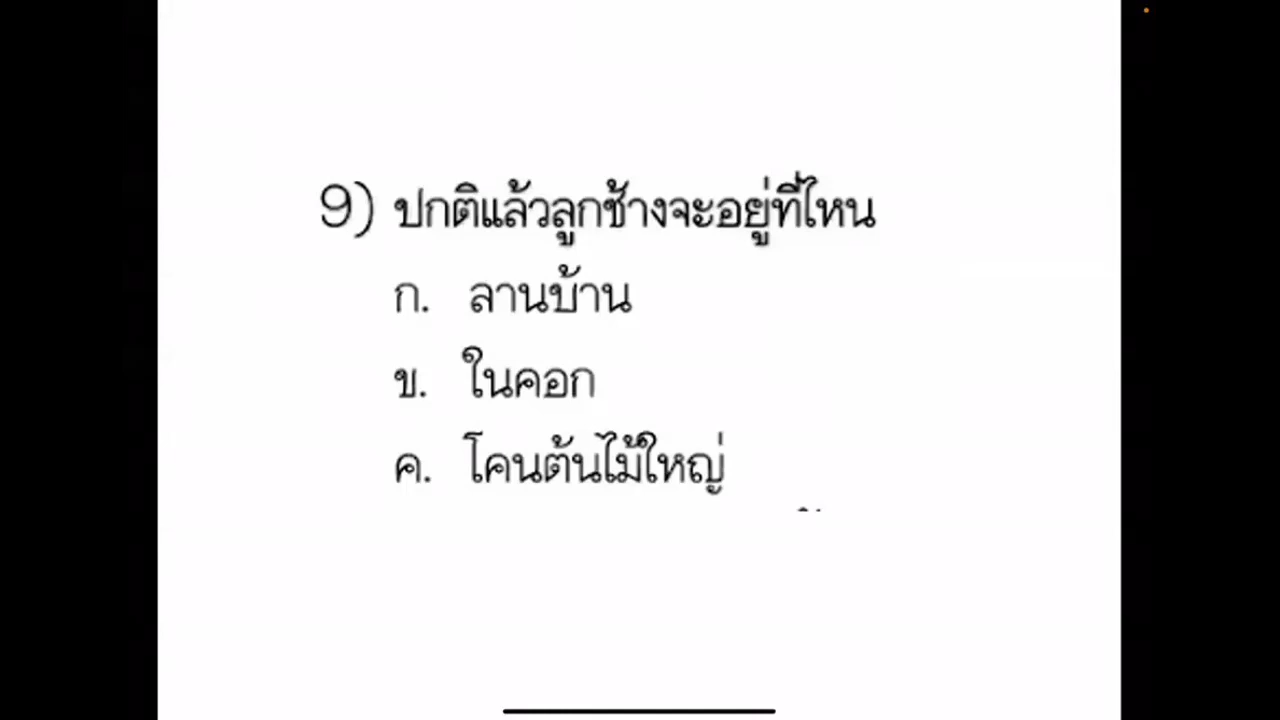 9) ปกติแล้วลูกช้างจะอยู่ที่ไหน
ก. ลานบ้าน
ข. ในคอก
ค. โคนต้นไม้ใหญ่